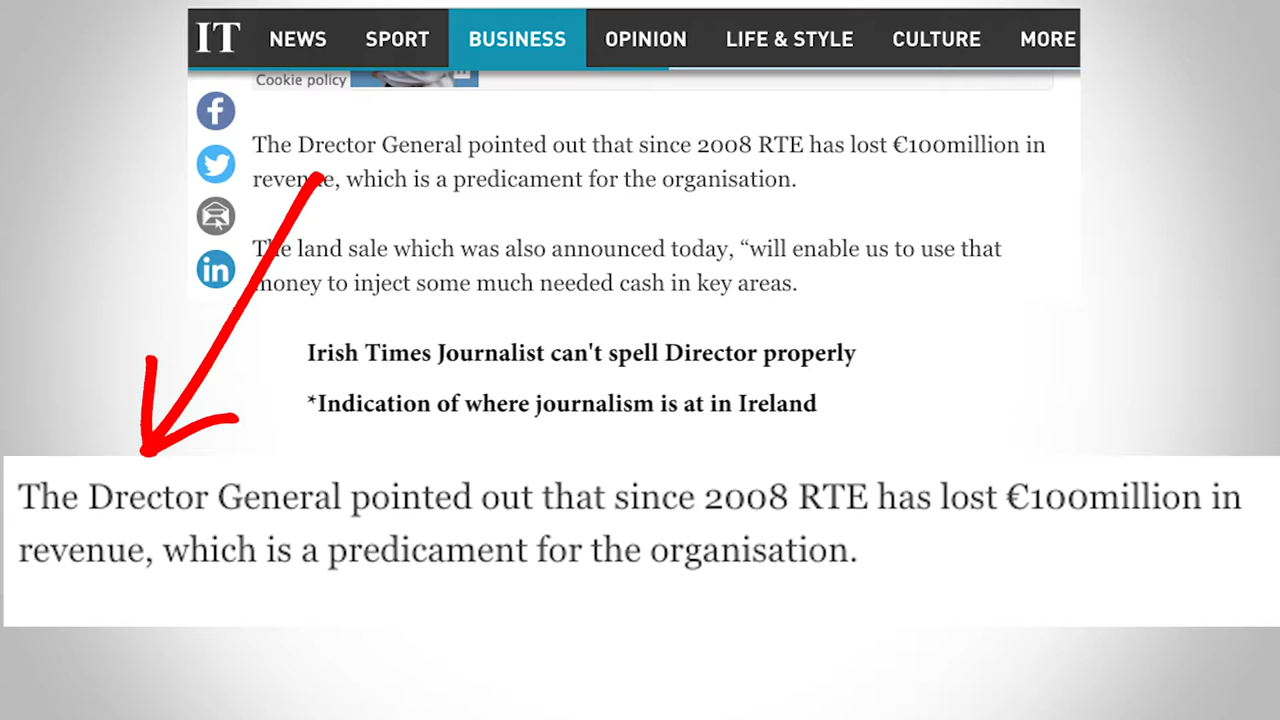 IT NEWS SPORT BUSINESS OPINION LIFE & STYLE CULTURE MORE
Cookie policy
The Drector General pointed out that since 2008 RTE has lost €100million in
revenue, which is a predicament for the organisation.
The land sale which was also announced today, “will enable us to use that
money to inject some much needed cash in key areas.
Irish Times Journalist can't spell Director properly
*Indication of where journalism is at in Ireland
The Drector General pointed out that since 2008 RTE has lost €100million in
revenue, which is a predicament for the organisation.